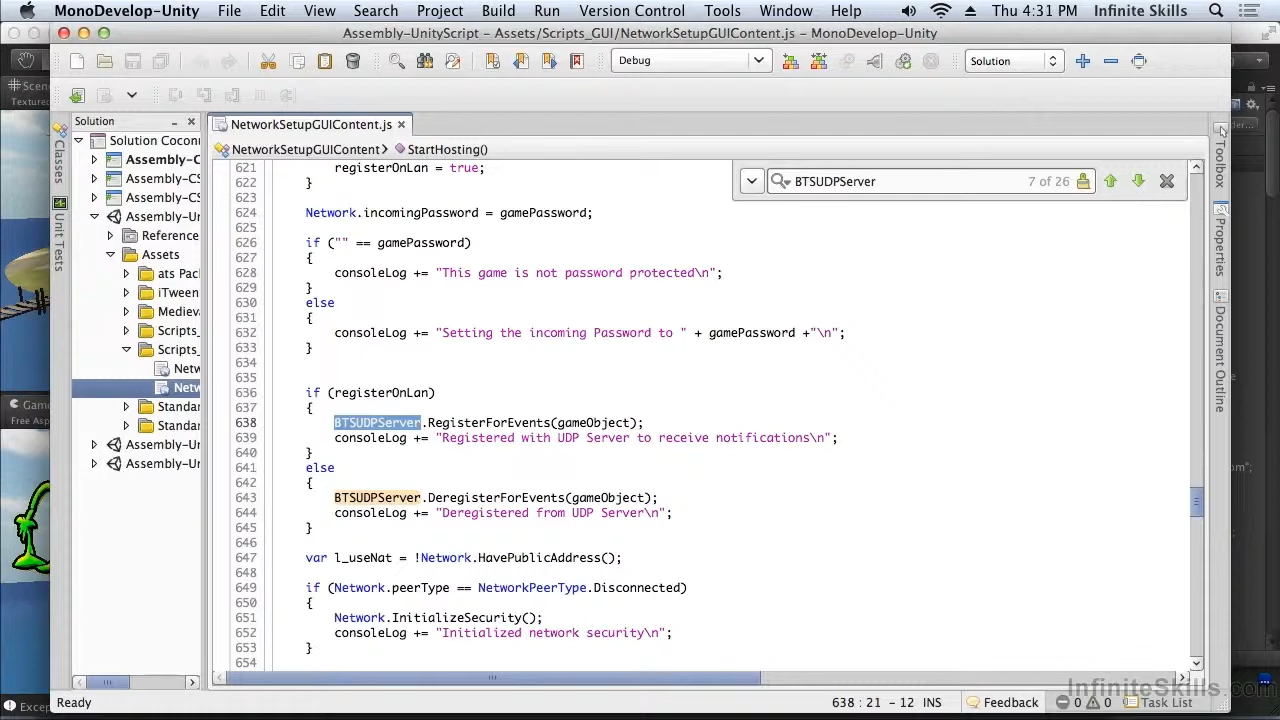 MonoDevelop-Unity File Edit View Search Project Build Run Version Control Tools Window Help Thu 4:31 PM Infinite Skills
Assembly-UnityScript – Assets/Scripts_GUI/NetworkSetupGUIContent.js – MonoDevelop-Unity
Debug
Solution
Scene
Textured
Solution
NetworkSetupGUIContent.js
NetworkSetupGUIContent
StartHosting()
BTSUDPServer 7 of 26
Solution Coconu
Assembly-C
Assembly-CS
Assembly-CS
Assembly-Ur
Reference
Assets
ats Pac
iTween
Medieva
Scripts_
Scripts_
Netw
Netw
Standar
Standar
Assembly-Ur
Assembly-Ur
Classes
Unit Tests
Game
Free Asp
621 registerOnLan = true;
622 }
623
624 Network.incomingPassword = gamePassword;
625
626 if ("" == gamePassword)
627 {
628 consoleLog += "This game is not password protected\n";
629 }
630 else
631 {
632 consoleLog += "Setting the incoming Password to " + gamePassword +"\n";
633 }
634
635
636 if (registerOnLan)
637 {
638 BTSUDPServer.RegisterForEvents(gameObject);
639 consoleLog += "Registered with UDP Server to receive notifications\n";
640 }
641 else
642 {
643 BTSUDPServer.DeregisterForEvents(gameObject);
644 consoleLog += "Deregistered from UDP Server\n";
645 }
646
647 var l_useNat = !Network.HavePublicAddress();
648
649 if (Network.peerType == NetworkPeerType.Disconnected)
650 {
651 Network.InitializeSecurity();
652 consoleLog += "Initialized network security\n";
653 }
654
Toolbox
Properties
Document Outline
om";
Excep
Ready
638 : 21 - 12 INS
Feedback
0
0
Task List
InfiniteSkills.com